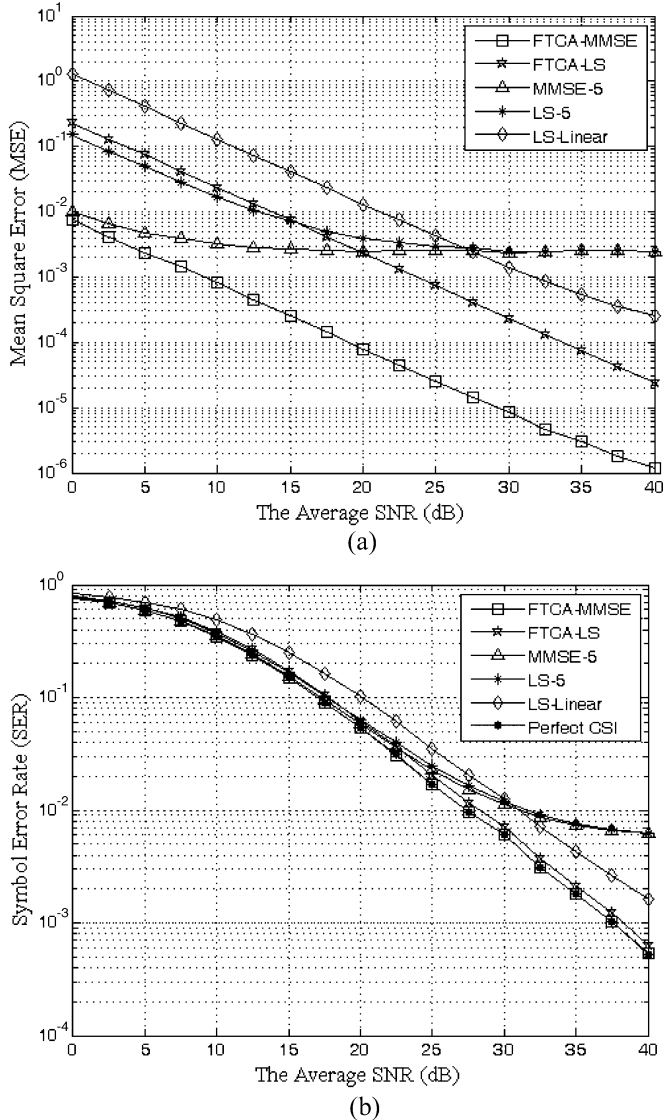 10^1
10^0
10^-1
10^-2
10^-3
10^-4
10^-5
10^-6
Mean Square Error (MSE)
FTCA-MMSE
FTCA-LS
MMSE-5
LS-5
LS-Linear
0 5 10 15 20 25 30 35 40
The Average SNR (dB)
(a)
10^0
10^-1
10^-2
10^-3
10^-4
Symbol Error Rate (SER)
FTCA-MMSE
FTCA-LS
MMSE-5
LS-5
LS-Linear
Perfect CSI
0 5 10 15 20 25 30 35 40
The Average SNR (dB)
(b)